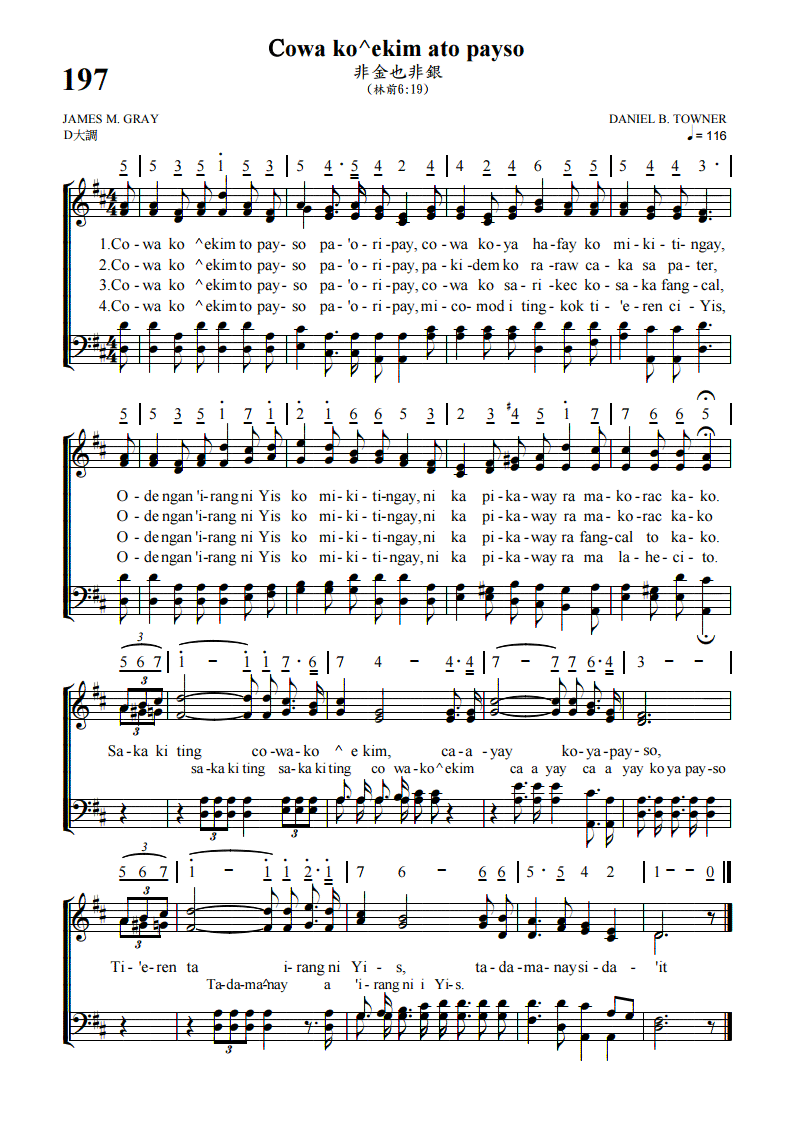 Cowa ko^ekim ato payso
197
非金也非銀
(林前6:19)
JAMES M. GRAY
DANIEL B. TOWNER
D大調
♩= 116
5 | 5 3 5 1 5 3 | 5 4 · 5 4 2 4 | 4 2 4 6 5 5 | 5 4 4 3 · |
1.Co-wa ko ^ekim to pay-so pa-'o-ri-pay, co-wa ko-ya ha-fay ko mi-ki-ti-ngay,
2.Co-wa ko ^ekim to pay-so pa-'o-ri-pay, pa-ki-dem ko ra-raw ca-ka sa pa-ter,
3.Co-wa ko ^ekim to pay-so pa-'o-ri-pay, co-wa ko sa-ri-kec ko-sa-ka fang-cal,
4.Co-wa ko ^ekim to pay-so pa-'o-ri-pay, mi-co-mod i ting-kok ti-'e-ren ci-Yis,
5 | 5 3 5 1 7 1 | 2 1 6 6 5 3 | 2 3 #4 5 1 7 | 7 6 6 5 |
O-de ngan 'i-rang ni Yis ko mi-ki-ti-ngay, ni ka pi-ka-way ra ma-ko-rac ka-ko.
O-de ngan 'i-rang ni Yis ko mi-ki-ti-ngay, ni ka pi-ka-way ra ma-ko-rac ka-ko
O-de ngan 'i-rang ni Yis ko mi-ki-ti-ngay, ni ka pi-ka-way ra fang-cal to ka-ko.
O-de ngan 'i-rang ni Yis ko mi-ki-ti-ngay, ni ka pi-ka-way ra ma la-he-ci-to.
3
5 6 7 | 1 - 1 1 7 · 6 | 7 4 - 4 · 4 | 7 - 7 7 6 · 4 | 3 - - |
3
Sa-ka ki ting co-wa-ko ^ e kim, ca-a-yay ko-ya-pay-so,
sa-ka ki ting sa-ka ki ting co wa-ko^ekim ca a yay ca a yay ko ya pay so
3 3
3
5 6 7 | 1 - 1 1 2 · 1 | 7 6 - 6 6 | 5 · 5 4 2 | 1 - 0 ‖
3
Ti-'e-ren ta i-rang ni Yi-s, ta-da-ma-nay si-da-'it
Ta-da-ma^nay a 'i-rang ni i Yi-s.
3